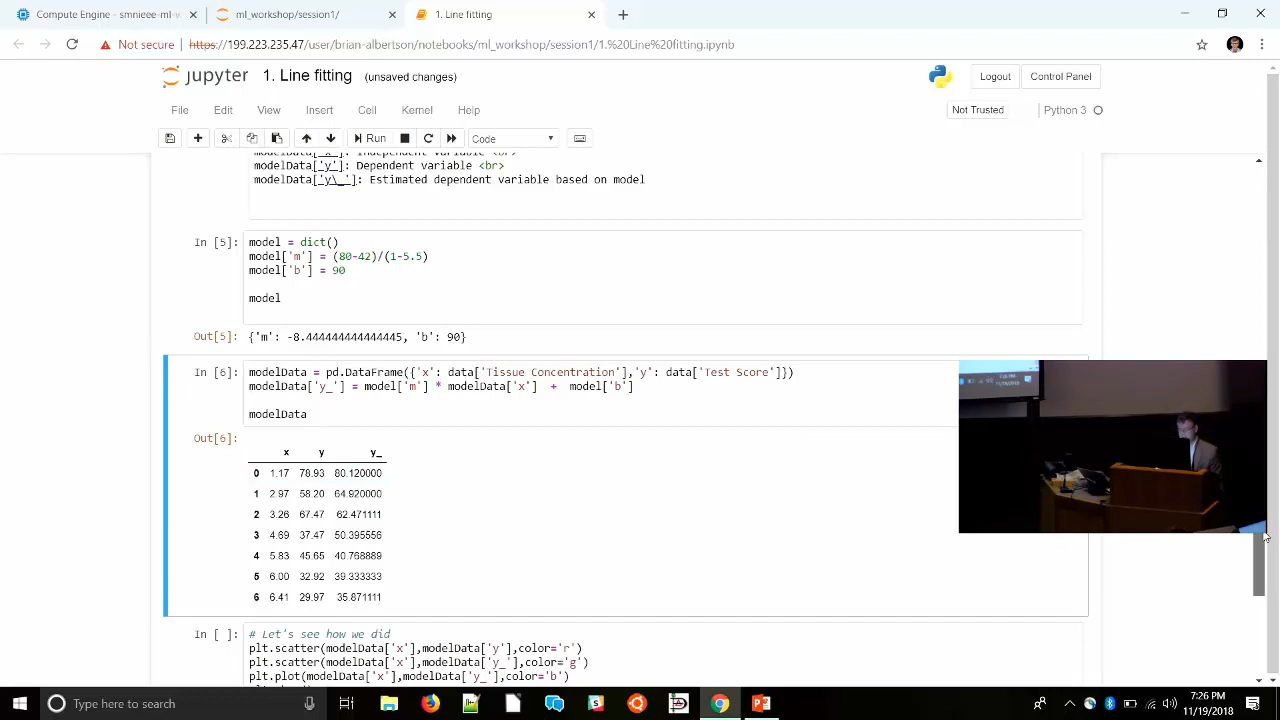 Compute Engine - smnieee-ml-w
ml_workshop/session1/
1. Line fitting
Not secure
https://199.223.235.47/user/brian-albertson/notebooks/ml_workshop/session1/1.%20Line%20fitting.ipynb
jupyter 1. Line fitting (unsaved changes)
Logout Control Panel
File Edit View Insert Cell Kernel Help
Not Trusted Python 3
Run Code
modelData['x']: Independent variable <br>
modelData['y']: Dependent variable <br>
modelData['y\_']: Estimated dependent variable based on model
In [5]: model = dict()
model['m'] = (80-42)/(1-5.5)
model['b'] = 90
model
Out[5]: {'m': -8.444444444444445, 'b': 90}
In [6]: modelData = pd.DataFrame({'x': data['Tissue Concentration'],'y': data['Test Score']})
modelData['y_'] = model['m'] * modelData['x'] + model['b']
modelData
Out[6]:
x y y_
0 1.17 78.93 80.120000
1 2.97 58.20 64.920000
2 3.26 67.47 62.471111
3 4.69 37.47 50.395556
4 5.83 45.65 40.768889
5 6.00 32.92 39.333333
6 6.41 29.97 35.871111
In [ ]: # Let's see how we did
plt.scatter(modelData['x'],modelData['y'],color='r')
plt.scatter(modelData['x'],modelData['y_'],color='g')
plt.plot(modelData['x'],modelData['y_'],color='b')
Type here to search
7:26 PM
11/19/2018